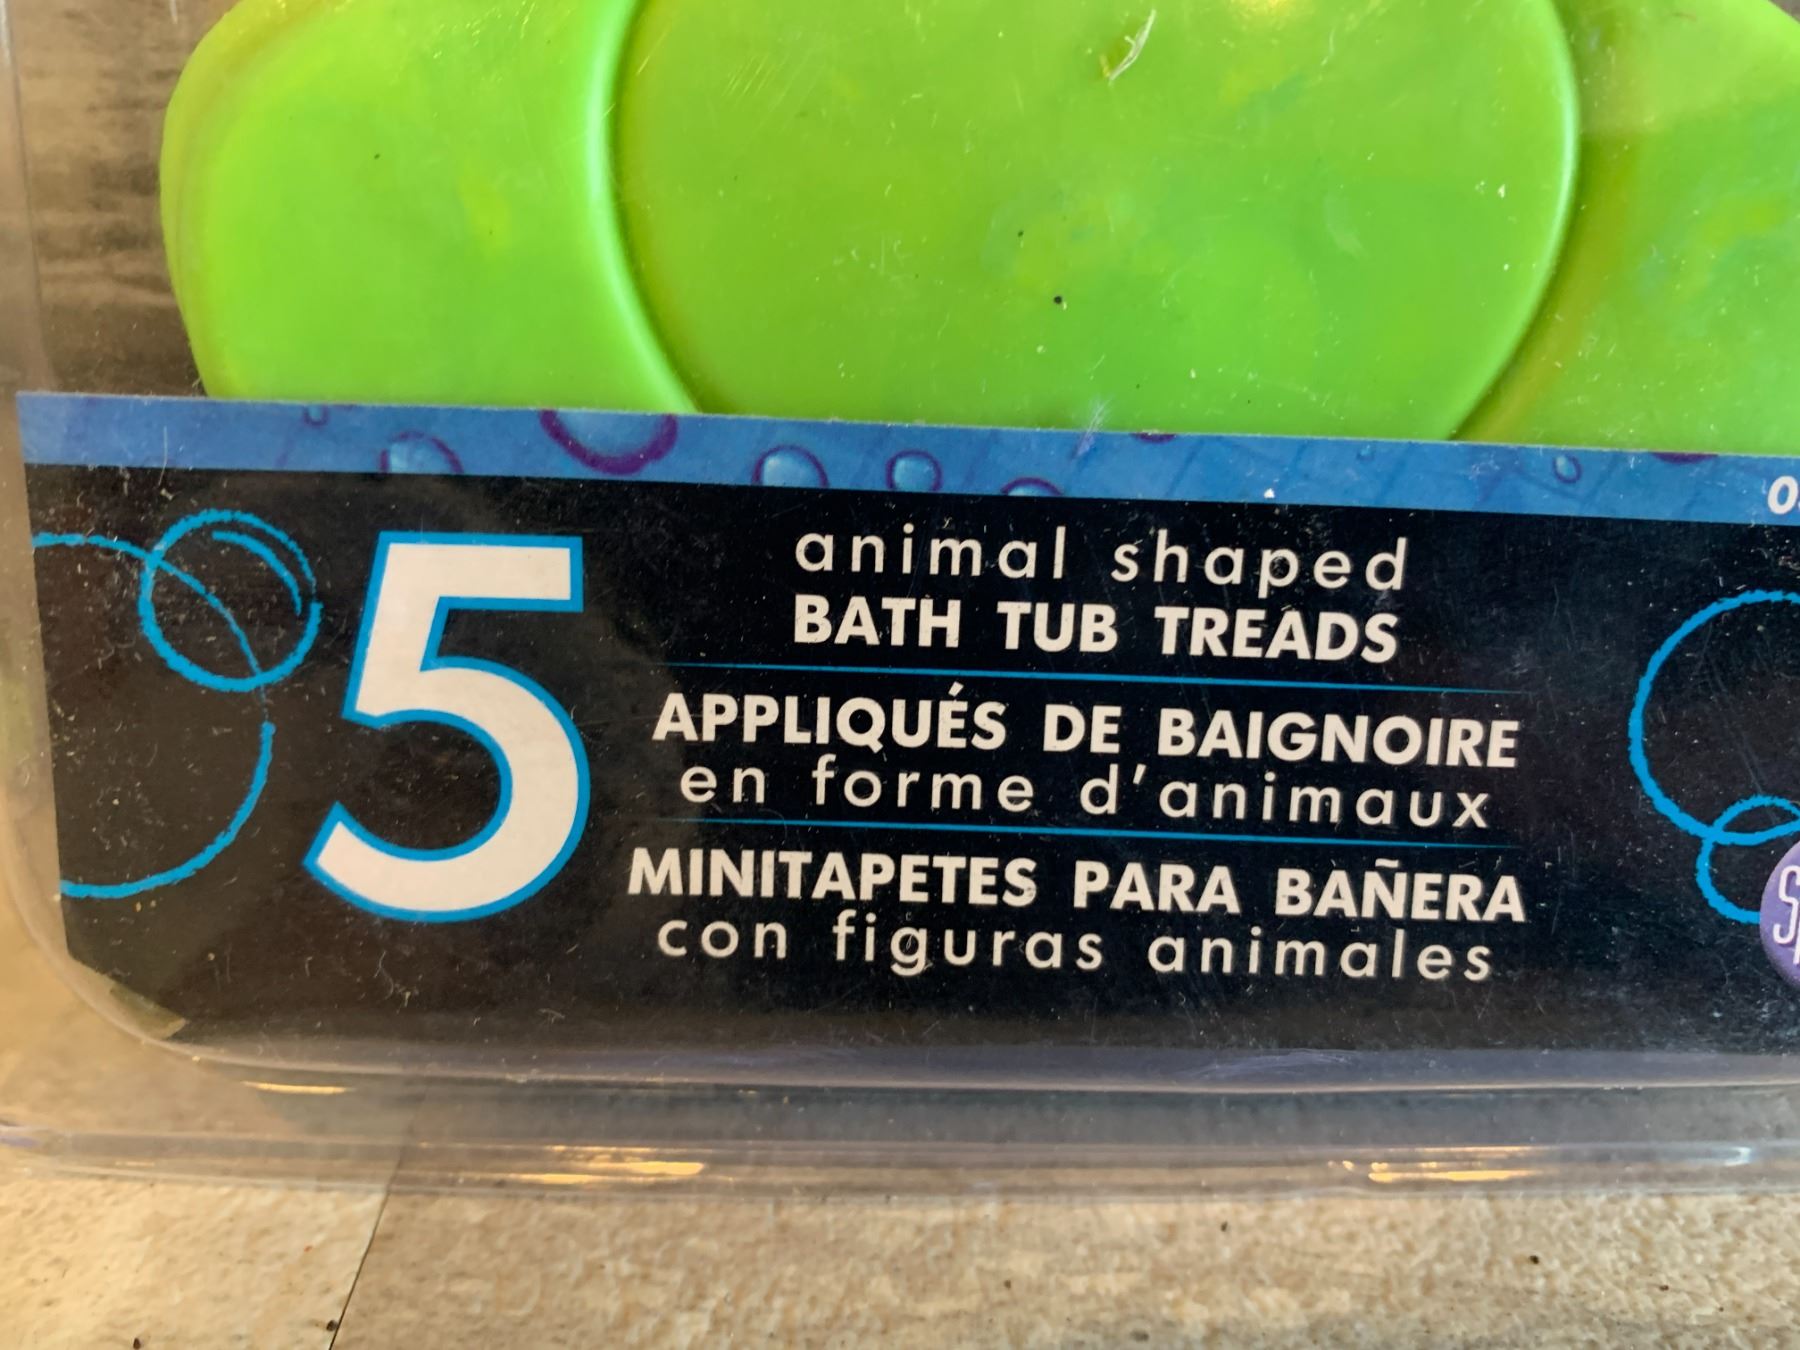 5
animal shaped
BATH TUB TREADS
APPLIQUÉS DE BAIGNOIRE
en forme d'animaux
MINITAPETES PARA BAÑERA
con figuras animales